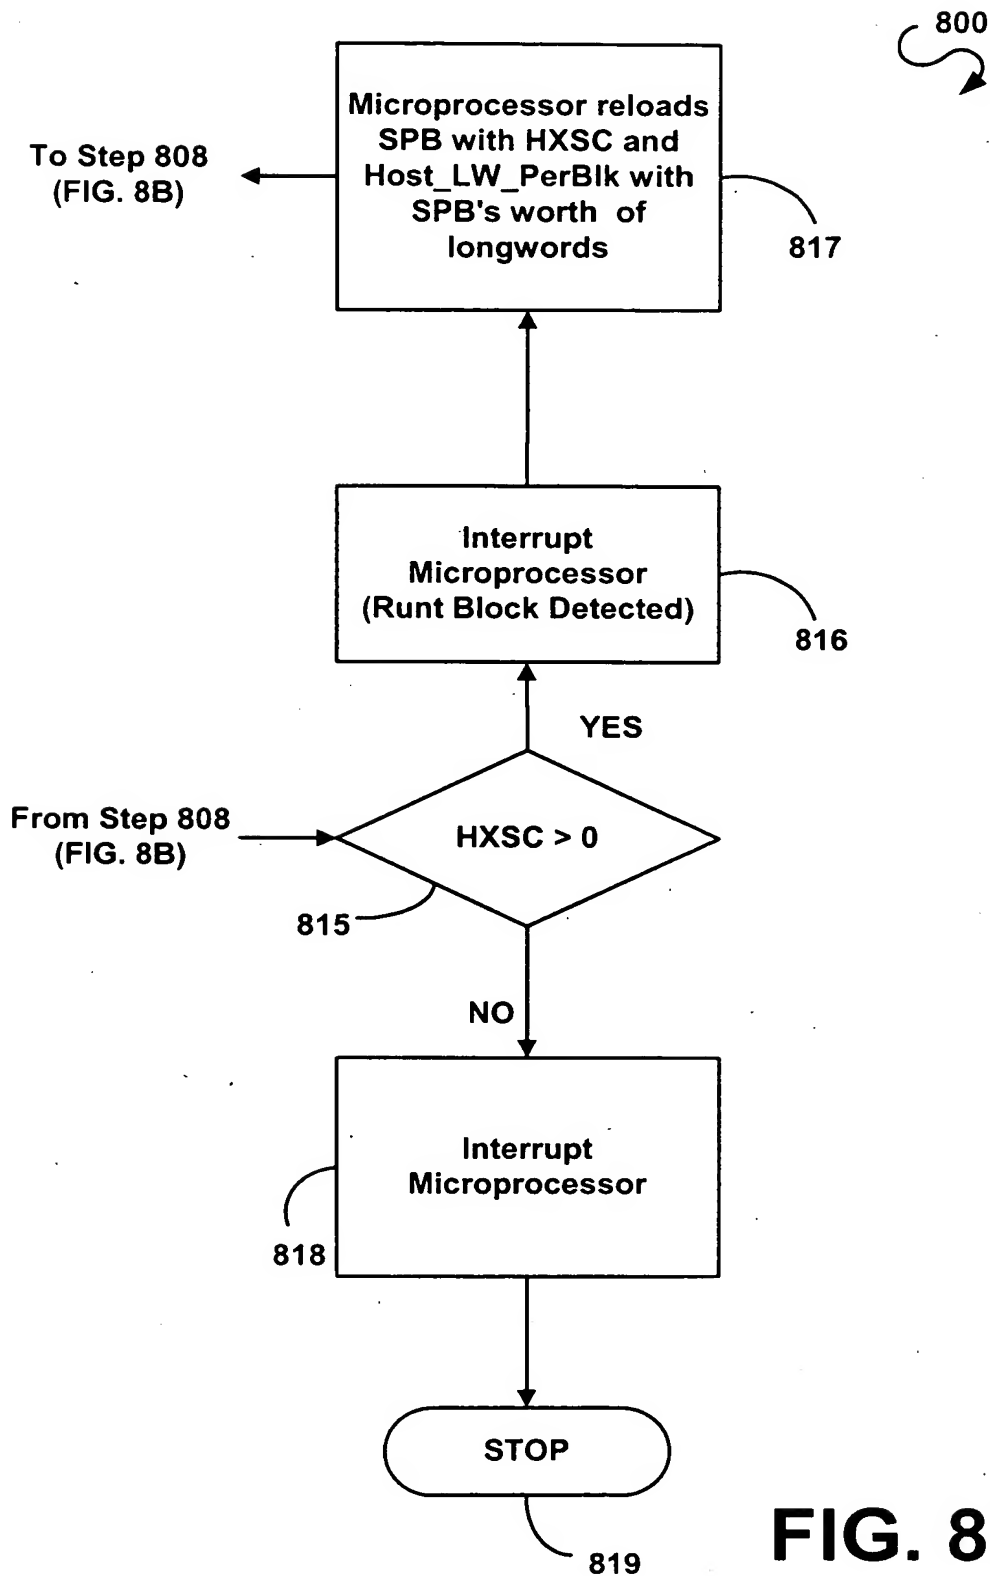 800
Microprocessor reloads
SPB with HXSC and
Host_LW_PerBlk with
SPB's worth of
longwords
To Step 808
(FIG. 8B)
817
Interrupt
Microprocessor
(Runt Block Detected)
816
YES
From Step 808
(FIG. 8B)
HXSC > 0
815
NO
Interrupt
Microprocessor
818
STOP
819
FIG. 8